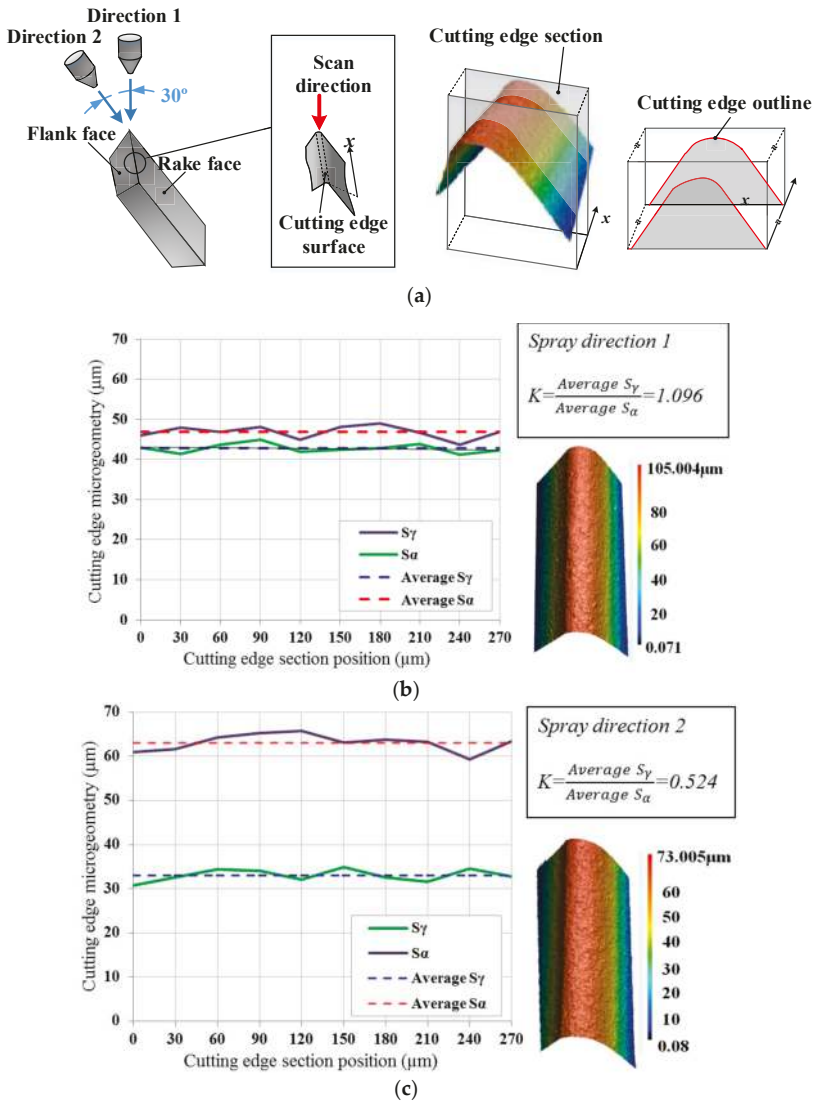 Direction 1
Direction 2
30º
Flank face
Rake face
Scan
direction
x
Cutting edge
surface
Cutting edge section
x
Cutting edge outline
x
(a)
70
60
50
40
30
20
10
0
Cutting edge microgeometry (µm)
Sγ
Sα
Average Sγ
Average Sα
0 30 60 90 120 150 180 210 240 270
Cutting edge section position (µm)
Spray direction 1
K=Average Sγ/Average Sα=1.096
105.004µm
80
60
40
20
0.071
(b)
70
60
50
40
30
20
10
0
Cutting edge microgeometry (µm)
Sγ
Sα
Average Sγ
Average Sα
0 30 60 90 120 150 180 210 240 270
Cutting edge section position (µm)
Spray direction 2
K=Average Sγ/Average Sα=0.524
73.005µm
60
50
40
30
20
10
0.08
(c)